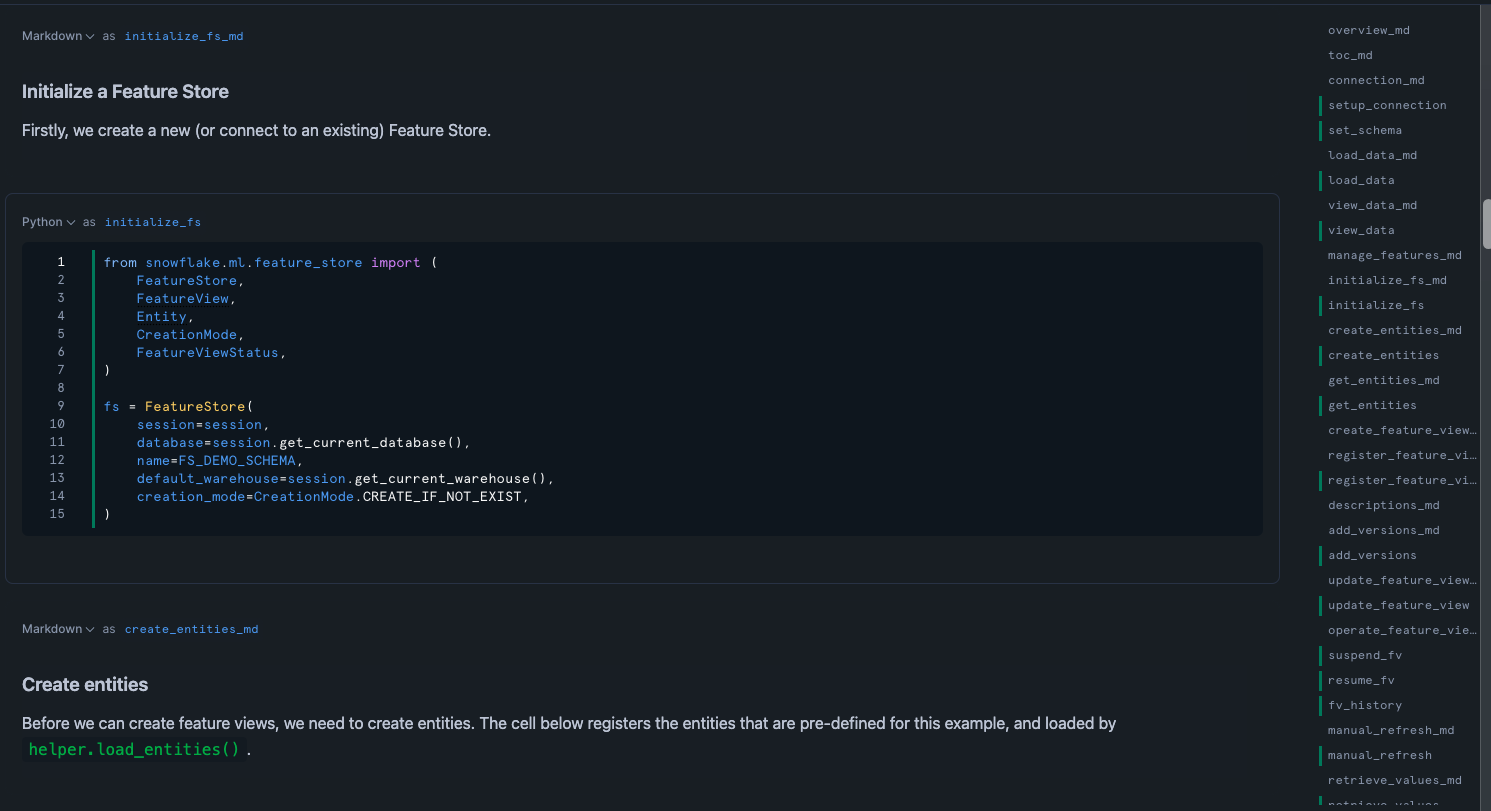 Markdown as initialize_fs_md
Initialize a Feature Store
Firstly, we create a new (or connect to an existing) Feature Store.
Python as initialize_fs
1 from snowflake.ml.feature_store import (
2     FeatureStore,
3     FeatureView,
4     Entity,
5     CreationMode,
6     FeatureViewStatus,
7 )
8
9 fs = FeatureStore(
10     session=session,
11     database=session.get_current_database(),
12     name=FS_DEMO_SCHEMA,
13     default_warehouse=session.get_current_warehouse(),
14     creation_mode=CreationMode.CREATE_IF_NOT_EXIST,
15 )
Markdown as create_entities_md
Create entities
Before we can create feature views, we need to create entities. The cell below registers the entities that are pre-defined for this example, and loaded by
helper.load_entities() .
overview_md
toc_md
connection_md
setup_connection
set_schema
load_data_md
load_data
view_data_md
view_data
manage_features_md
initialize_fs_md
initialize_fs
create_entities_md
create_entities
get_entities_md
get_entities
create_feature_view…
register_feature_vi…
register_feature_vi…
descriptions_md
add_versions_md
add_versions
update_feature_view…
update_feature_view
operate_feature_vie…
suspend_fv
resume_fv
fv_history
manual_refresh_md
manual_refresh
retrieve_values_md
retrieve_values